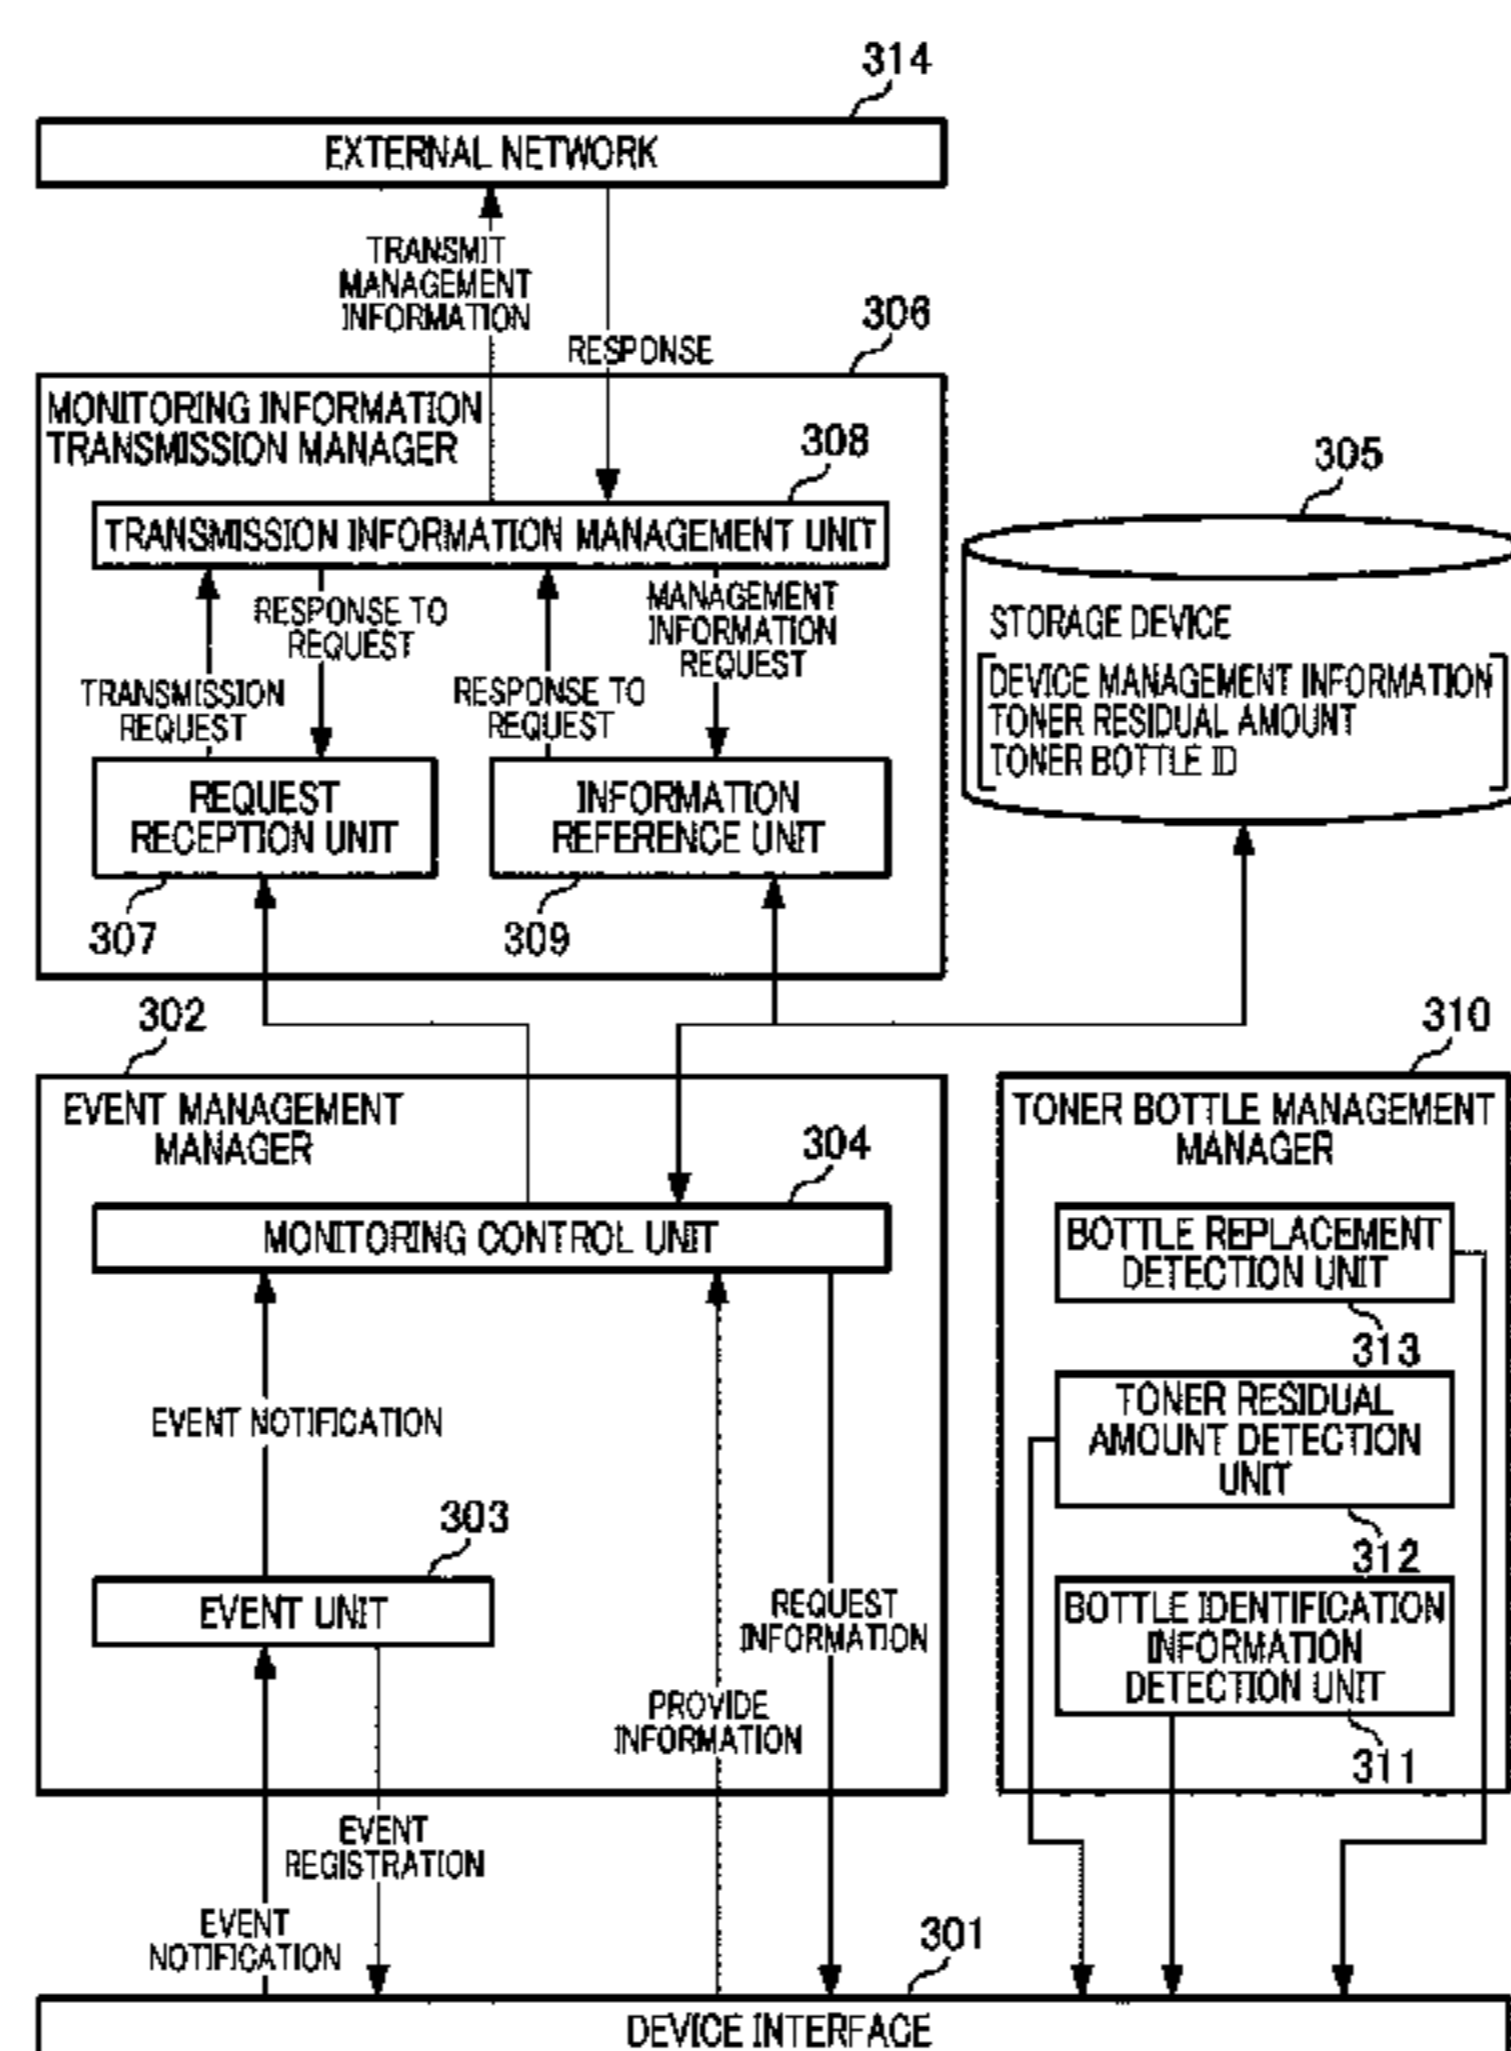 314
EXTERNAL NETWORK
TRANSMIT
MANAGEMENT
INFORMATION
RESPONSE
306
MONITORING INFORMATION
TRANSMISSION MANAGER
308
TRANSMISSION INFORMATION MANAGEMENT UNIT
RESPONSE TO
REQUEST
MANAGEMENT
INFORMATION
REQUEST
TRANSMISSION
REQUEST
RESPONSE TO
REQUEST
REQUEST
RECEPTION UNIT
INFORMATION
REFERENCE UNIT
307
309
305
STORAGE DEVICE
DEVICE MANAGEMENT INFORMATION
TONER RESIDUAL AMOUNT
TONER BOTTLE ID
302
EVENT MANAGEMENT
MANAGER
304
MONITORING CONTROL UNIT
EVENT NOTIFICATION
303
EVENT UNIT
REQUEST
INFORMATION
PROVIDE
INFORMATION
EVENT
REGISTRATION
EVENT
NOTIFICATION
310
TONER BOTTLE MANAGEMENT
MANAGER
BOTTLE REPLACEMENT
DETECTION UNIT
313
TONER RESIDUAL
AMOUNT DETECTION
UNIT
312
BOTTLE IDENTIFICATION
INFORMATION
DETECTION UNIT
311
301
DEVICE INTERFACE